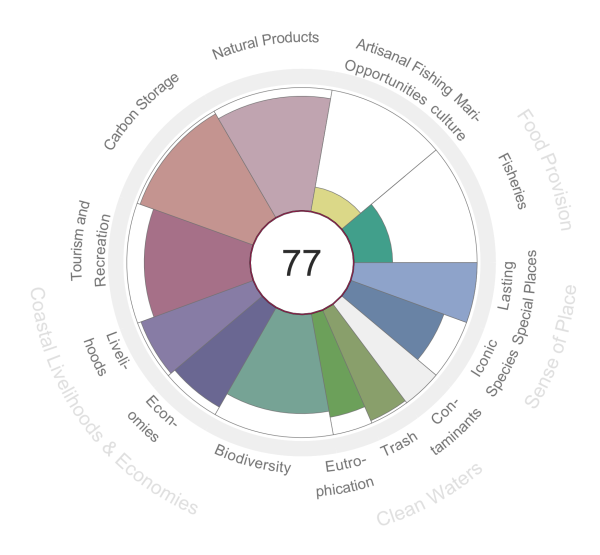 Natural Products
Artisanal Fishing
Opportunities
Mari-
culture
Fisheries
Food Provision
Lasting
Special Places
Iconic
Species
Sense of Place
Con-
taminants
Trash
Eutro-
phication
Clean Waters
Biodiversity
Econ-
omies
Liveli-
hoods
Coastal Livelihoods & Economies
Tourism and
Recreation
Carbon Storage
77